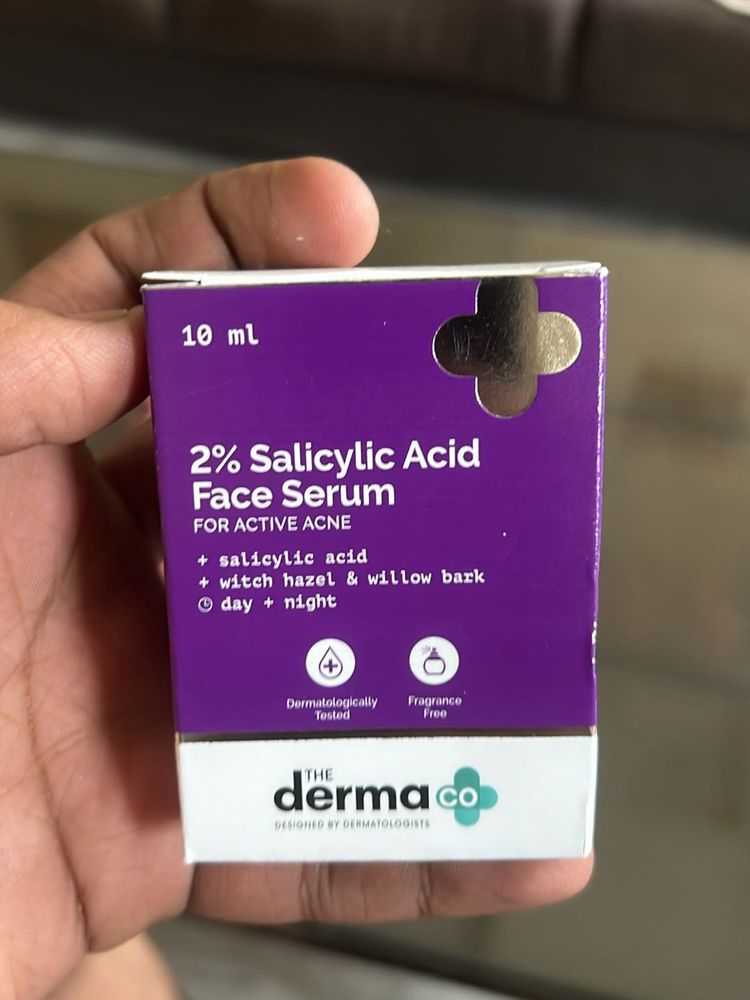 10 ml
2% Salicylic Acid
Face Serum
FOR ACTIVE ACNE
+ salicylic acid
+ witch hazel & willow bark
day + night
Dermatologically
Tested
Fragrance
Free
THE
derma co
DESIGNED BY DERMATOLOGISTS